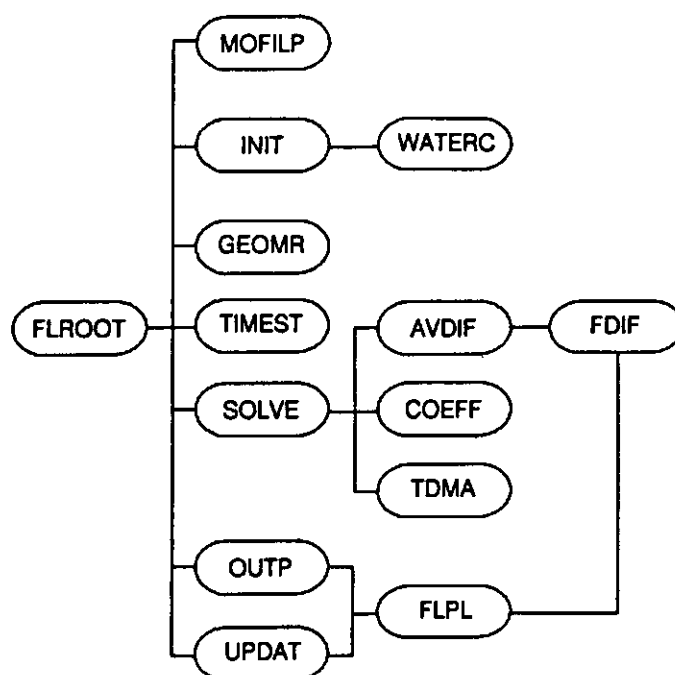 MOFILP
INIT
WATERC
GEOMR
FLROOT
TIMEST
AVDIF
FDIF
SOLVE
COEFF
TDMA
OUTP
FLPL
UPDAT